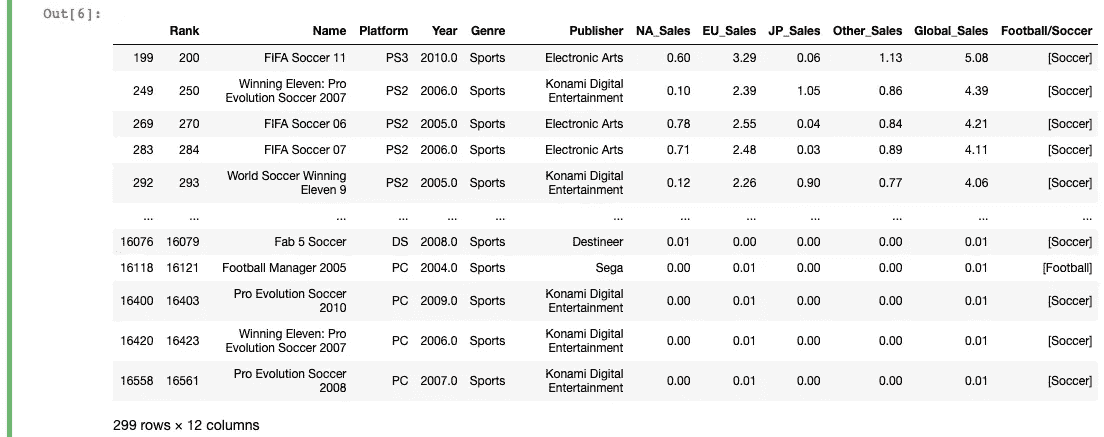 Out[6]:
Rank Name Platform Year Genre Publisher NA_Sales EU_Sales JP_Sales Other_Sales Global_Sales Football/Soccer
199 200 FIFA Soccer 11 PS3 2010.0 Sports Electronic Arts 0.60 3.29 0.06 1.13 5.08 [Soccer]
249 250 Winning Eleven: Pro Evolution Soccer 2007 PS2 2006.0 Sports Konami Digital Entertainment 0.10 2.39 1.05 0.86 4.39 [Soccer]
269 270 FIFA Soccer 06 PS2 2005.0 Sports Electronic Arts 0.78 2.55 0.04 0.84 4.21 [Soccer]
283 284 FIFA Soccer 07 PS2 2006.0 Sports Electronic Arts 0.71 2.48 0.03 0.89 4.11 [Soccer]
292 293 World Soccer Winning Eleven 9 PS2 2005.0 Sports Konami Digital Entertainment 0.12 2.26 0.90 0.77 4.06 [Soccer]
... ... ... ... ... ... ... ... ... ... ... ... ...
16076 16079 Fab 5 Soccer DS 2008.0 Sports Destineer 0.01 0.00 0.00 0.00 0.01 [Soccer]
16118 16121 Football Manager 2005 PC 2004.0 Sports Sega 0.00 0.01 0.00 0.00 0.01 [Football]
16400 16403 Pro Evolution Soccer 2010 PC 2009.0 Sports Konami Digital Entertainment 0.00 0.01 0.00 0.00 0.01 [Soccer]
16420 16423 Winning Eleven: Pro Evolution Soccer 2007 PC 2006.0 Sports Konami Digital Entertainment 0.00 0.01 0.00 0.00 0.01 [Soccer]
16558 16561 Pro Evolution Soccer 2008 PC 2007.0 Sports Konami Digital Entertainment 0.00 0.01 0.00 0.00 0.01 [Soccer]
299 rows × 12 columns